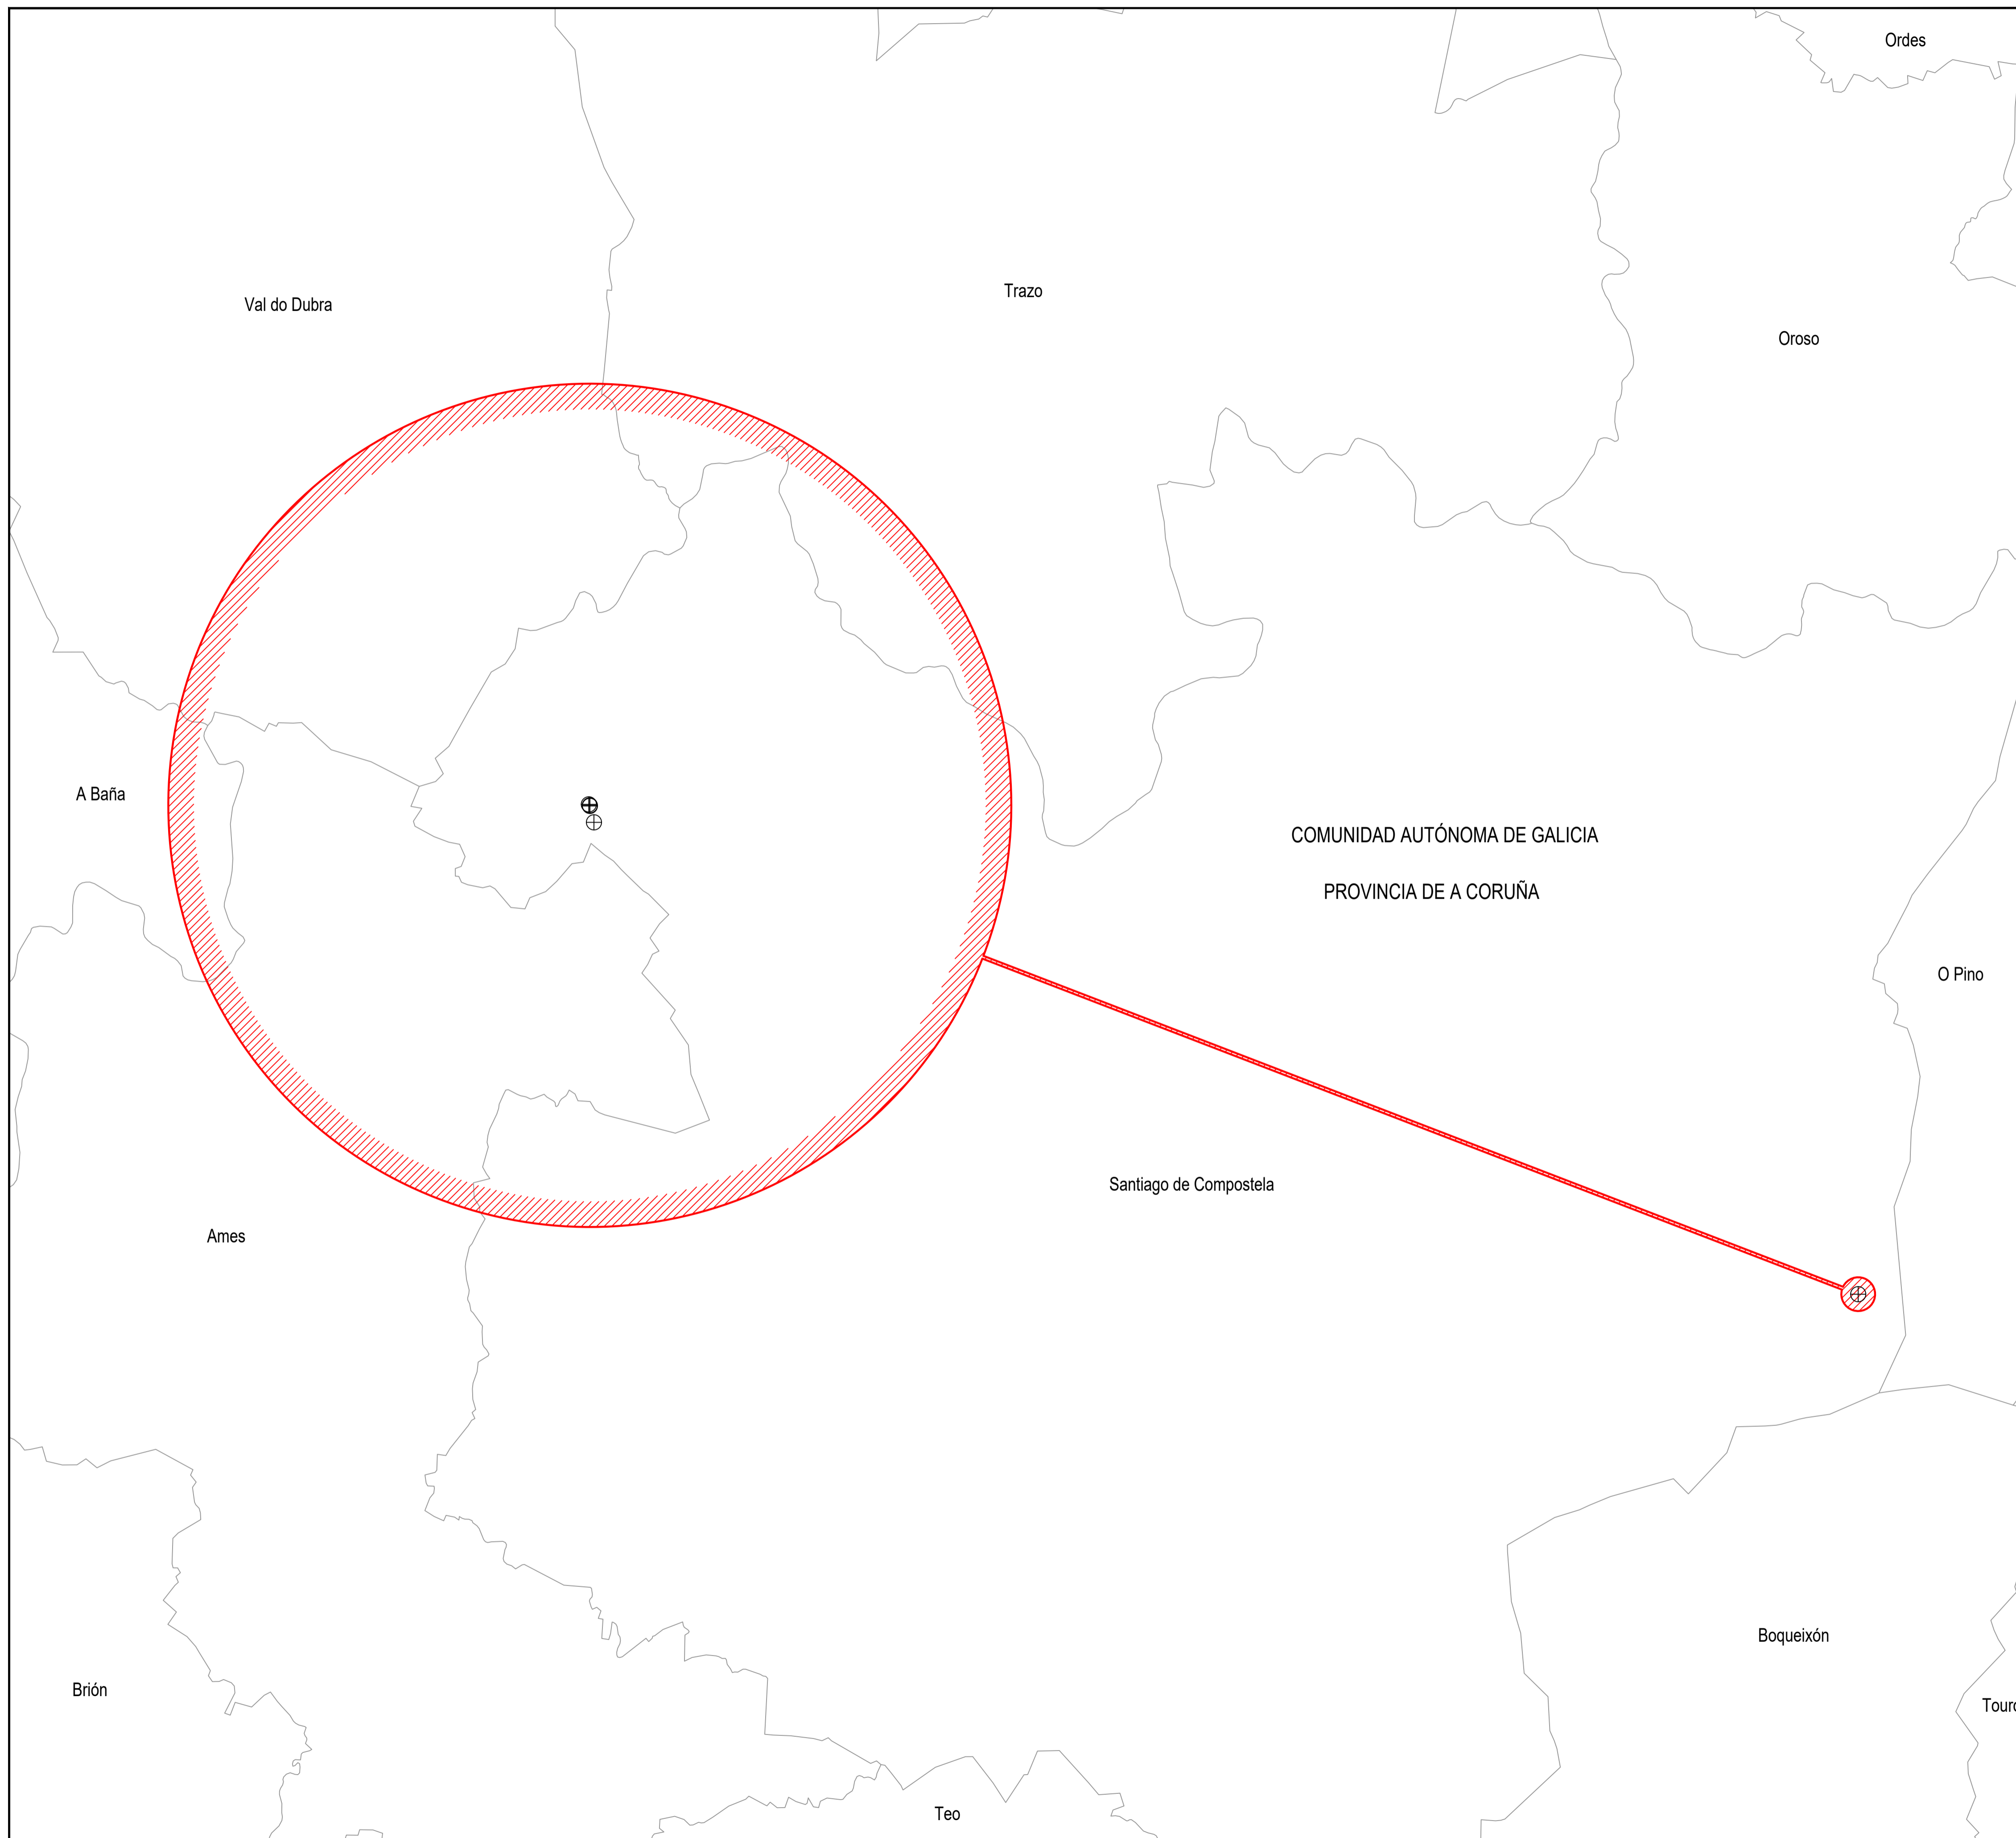 Ordes
Val do Dubra
Trazo
Oroso
A Baña
COMUNIDAD AUTÓNOMA DE GALICIA
PROVINCIA DE A CORUÑA
O Pino
Santiago de Compostela
Ames
Boqueixón
Brión
Touro
Teo